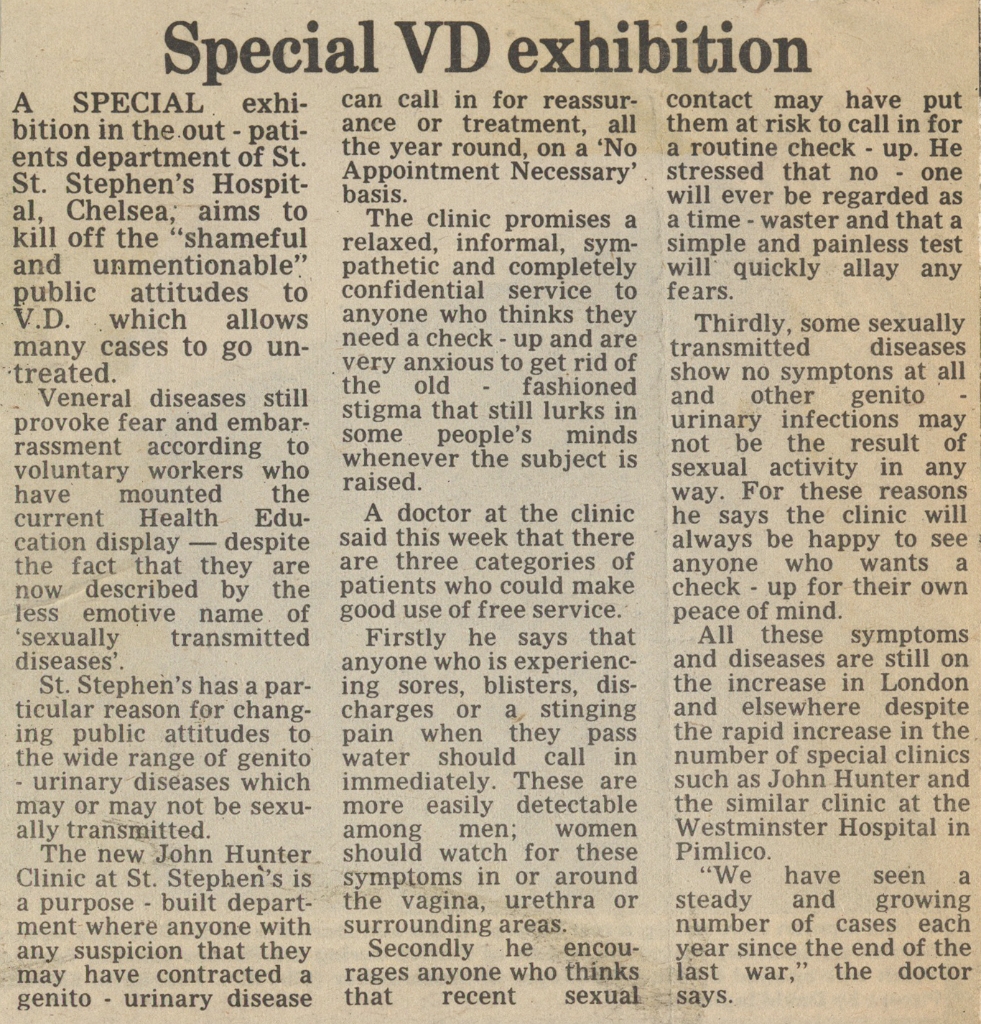 Special VD exhibition
A SPECIAL exhi-
bition in the out - pati-
ents department of St.
St. Stephen's Hospit-
al, Chelsea, aims to
kill off the "shameful
and unmentionable"
public attitudes to
V.D. which allows
many cases to go un-
treated.
Veneral diseases still
provoke fear and embar-
rassment according to
voluntary workers who
have mounted the
current Health Edu-
cation display — despite
the fact that they are
now described by the
less emotive name of
'sexually transmitted
diseases'.
St. Stephen's has a par-
ticular reason for chang-
ing public attitudes to
the wide range of genito
- urinary diseases which
may or may not be sexu-
ally transmitted.
The new John Hunter
Clinic at St. Stephen's is
a purpose - built depart-
ment where anyone with
any suspicion that they
may have contracted a
genito - urinary disease
can call in for reassur-
ance or treatment, all
the year round, on a 'No
Appointment Necessary'
basis.
The clinic promises a
relaxed, informal, sym-
pathetic and completely
confidential service to
anyone who thinks they
need a check - up and are
very anxious to get rid of
the old - fashioned
stigma that still lurks in
some people's minds
whenever the subject is
raised.
A doctor at the clinic
said this week that there
are three categories of
patients who could make
good use of free service.
Firstly he says that
anyone who is experienc-
ing sores, blisters, dis-
charges or a stinging
pain when they pass
water should call in
immediately. These are
more easily detectable
among men; women
should watch for these
symptoms in or around
the vagina, urethra or
surrounding areas.
Secondly he encou-
rages anyone who thinks
that recent sexual
contact may have put
them at risk to call in for
a routine check - up. He
stressed that no - one
will ever be regarded as
a time - waster and that a
simple and painless test
will quickly allay any
fears.
Thirdly, some sexually
transmitted diseases
show no symptons at all
and other genito -
urinary infections may
not be the result of
sexual activity in any
way. For these reasons
he says the clinic will
always be happy to see
anyone who wants a
check - up for their own
peace of mind.
All these symptoms
and diseases are still on
the increase in London
and elsewhere despite
the rapid increase in the
number of special clinics
such as John Hunter and
the similar clinic at the
Westminster Hospital in
Pimlico.
"We have seen a
steady and growing
number of cases each
year since the end of the
last war," the doctor
says.